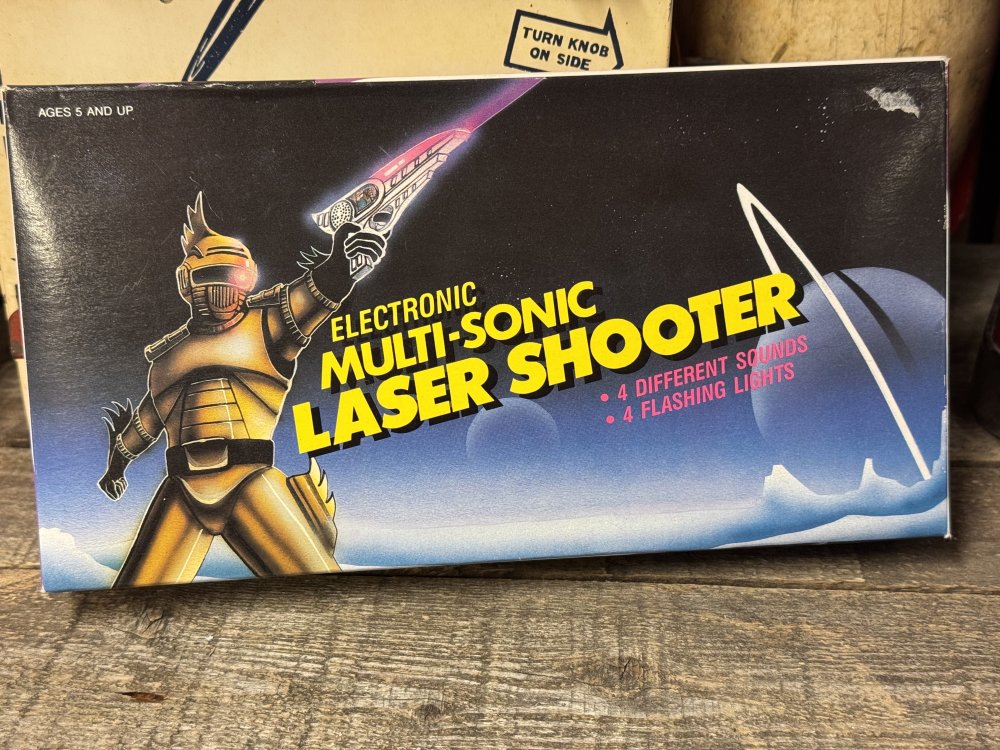 TURN KNOB
ON SIDE
AGES 5 AND UP
ELECTRONIC
MULTI-SONIC
LASER SHOOTER
• 4 DIFFERENT SOUNDS
• 4 FLASHING LIGHTS